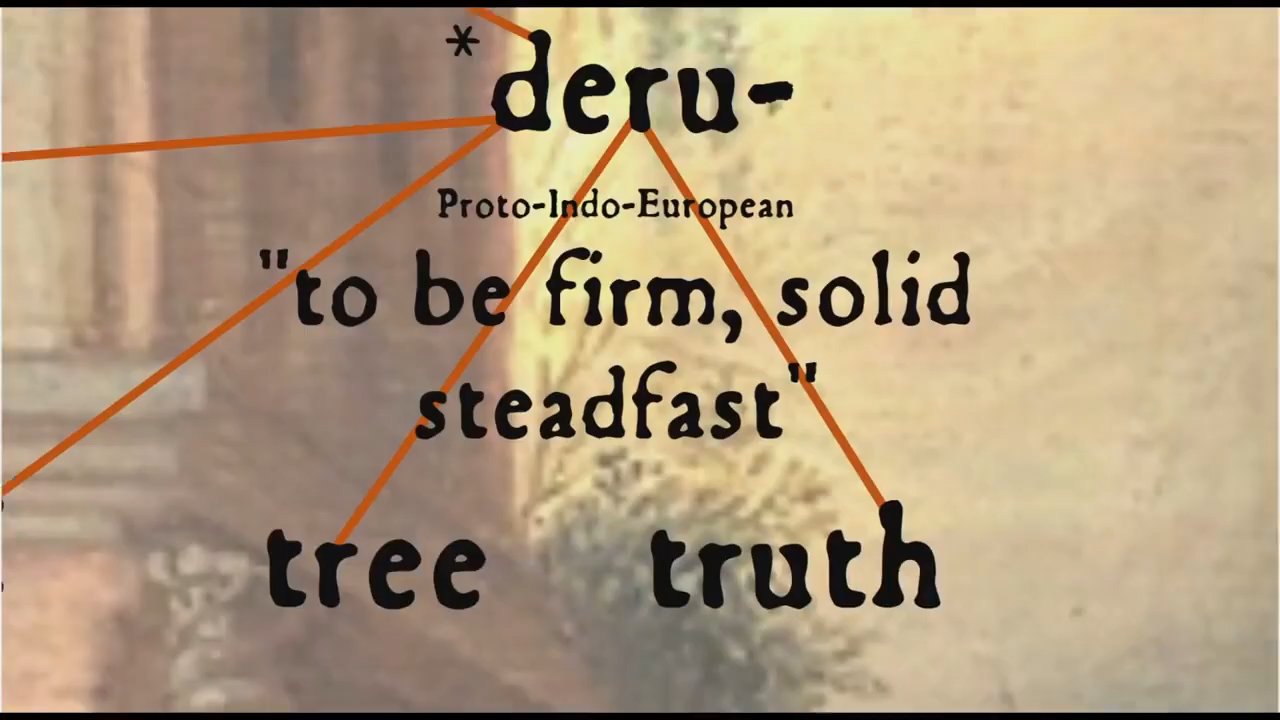 *deru-
Proto-Indo-European
"to be firm, solid
steadfast"
tree truth